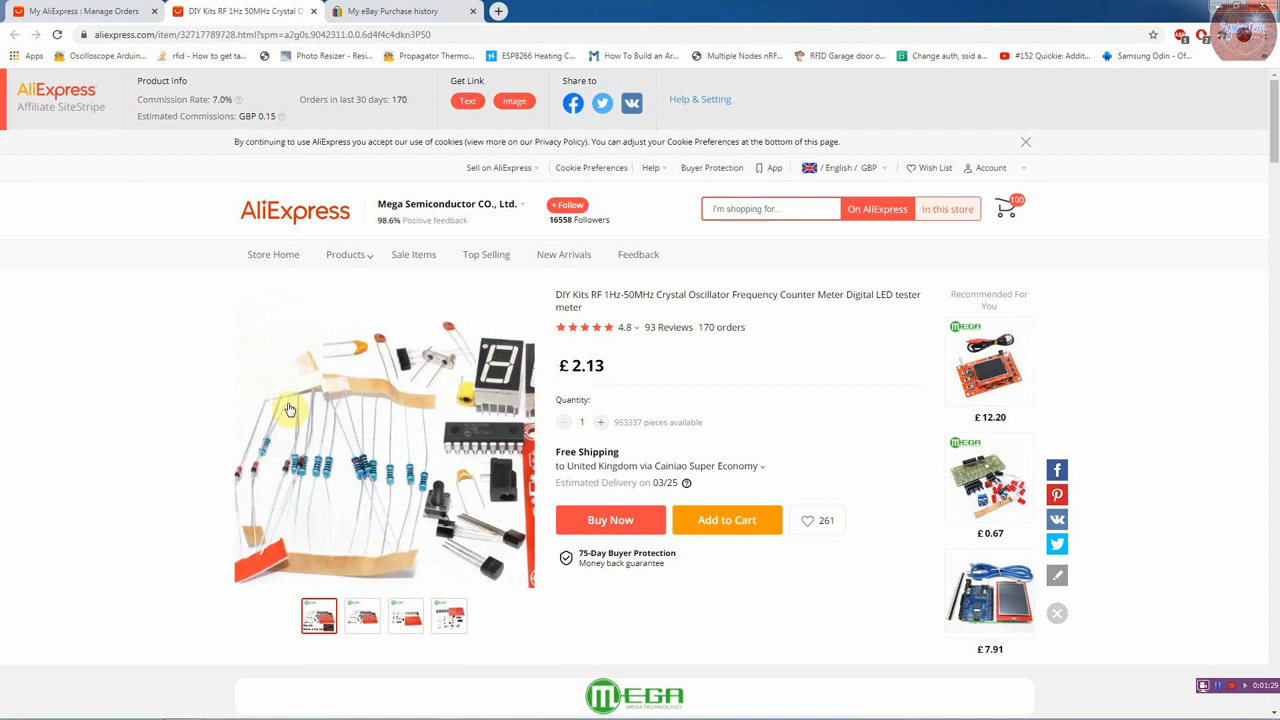 My AliExpress : Manage Orders
DIY Kits RF 1Hz 50MHz Crystal O
My eBay Purchase history
aliexpress.com/item/32717789728.html?spm=a2g0s.9042311.0.0.6d4f4c4dkn3P50
Apps
Oscilloscope Arduin...
rfid - How to get ta...
Photo Resizer - Resi...
Propagator Thermo...
ESP8266 Heating C...
How To Build an Ar...
Multiple Nodes nRF...
RFID Garage door o...
Change auth, ssid a...
#152 Quickie: Addit...
Samsung Odin - Of...
AliExpress
Affiliate SiteStripe
Product Info
Commission Rate: 7.0%
Orders in last 30 days: 170
Estimated Commissions: GBP 0.15
Get Link
Text
Image
Share to
Help & Setting
By continuing to use AliExpress you accept our use of cookies (view more on our Privacy Policy). You can adjust your Cookie Preferences at the bottom of this page.
Sell on AliExpress
Cookie Preferences
Help
Buyer Protection
App
/ English / GBP
Wish List
Account
AliExpress
Mega Semiconductor CO., Ltd.
98.6% Positive feedback
+ Follow
16558 Followers
I'm shopping for...
On AliExpress
In this store
100
Store Home
Products
Sale Items
Top Selling
New Arrivals
Feedback
DIY Kits RF 1Hz-50MHz Crystal Oscillator Frequency Counter Meter Digital LED tester
meter
4.8
93 Reviews
170 orders
£ 2.13
Quantity:
1
953337 pieces available
Free Shipping
to United Kingdom via Cainiao Super Economy
Estimated Delivery on 03/25
Buy Now
Add to Cart
261
75-Day Buyer Protection
Money back guarantee
Recommended For
You
MEGA
£ 12.20
MEGA
£ 0.67
£ 7.91
MEGA
MEGA TECHNOLOGY
0:01:29